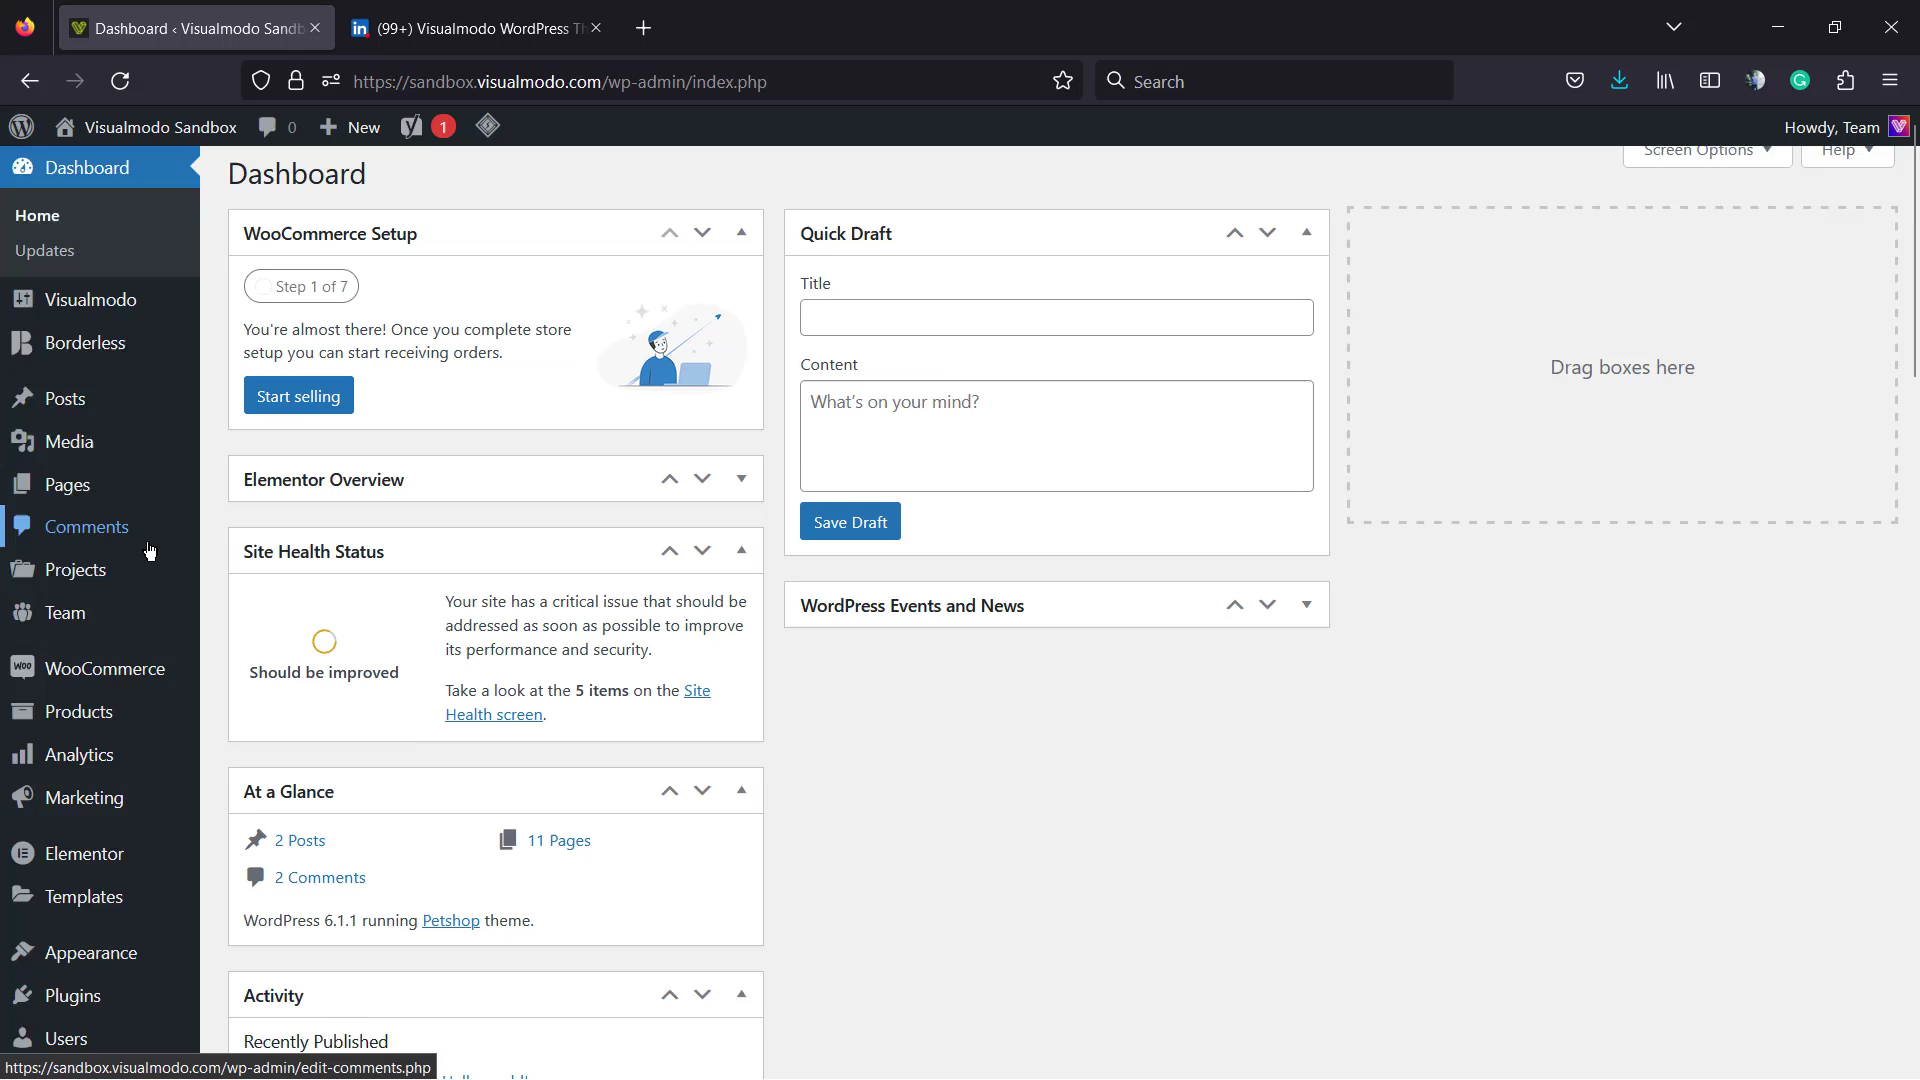 Dashboard ‹ Visualmodo Sandb
in (99+) Visualmodo WordPress Th
https://sandbox.visualmodo.com/wp-admin/index.php
Search
Visualmodo Sandbox 0 New 1
Howdy, Team
Dashboard
Home
Updates
Visualmodo
Borderless
Posts
Media
Pages
Comments
Projects
Team
WooCommerce
Products
Analytics
Marketing
Elementor
Templates
Appearance
Plugins
Users
https://sandbox.visualmodo.com/wp-admin/edit-comments.php
Screen Options
Help
Dashboard
WooCommerce Setup
Step 1 of 7
You're almost there! Once you complete store
setup you can start receiving orders.
Start selling
Elementor Overview
Site Health Status
Should be improved
Your site has a critical issue that should be
addressed as soon as possible to improve
its performance and security.
Take a look at the 5 items on the Site
Health screen.
At a Glance
2 Posts
11 Pages
2 Comments
WordPress 6.1.1 running Petshop theme.
Activity
Recently Published
Quick Draft
Title
Content
What's on your mind?
Save Draft
WordPress Events and News
Drag boxes here